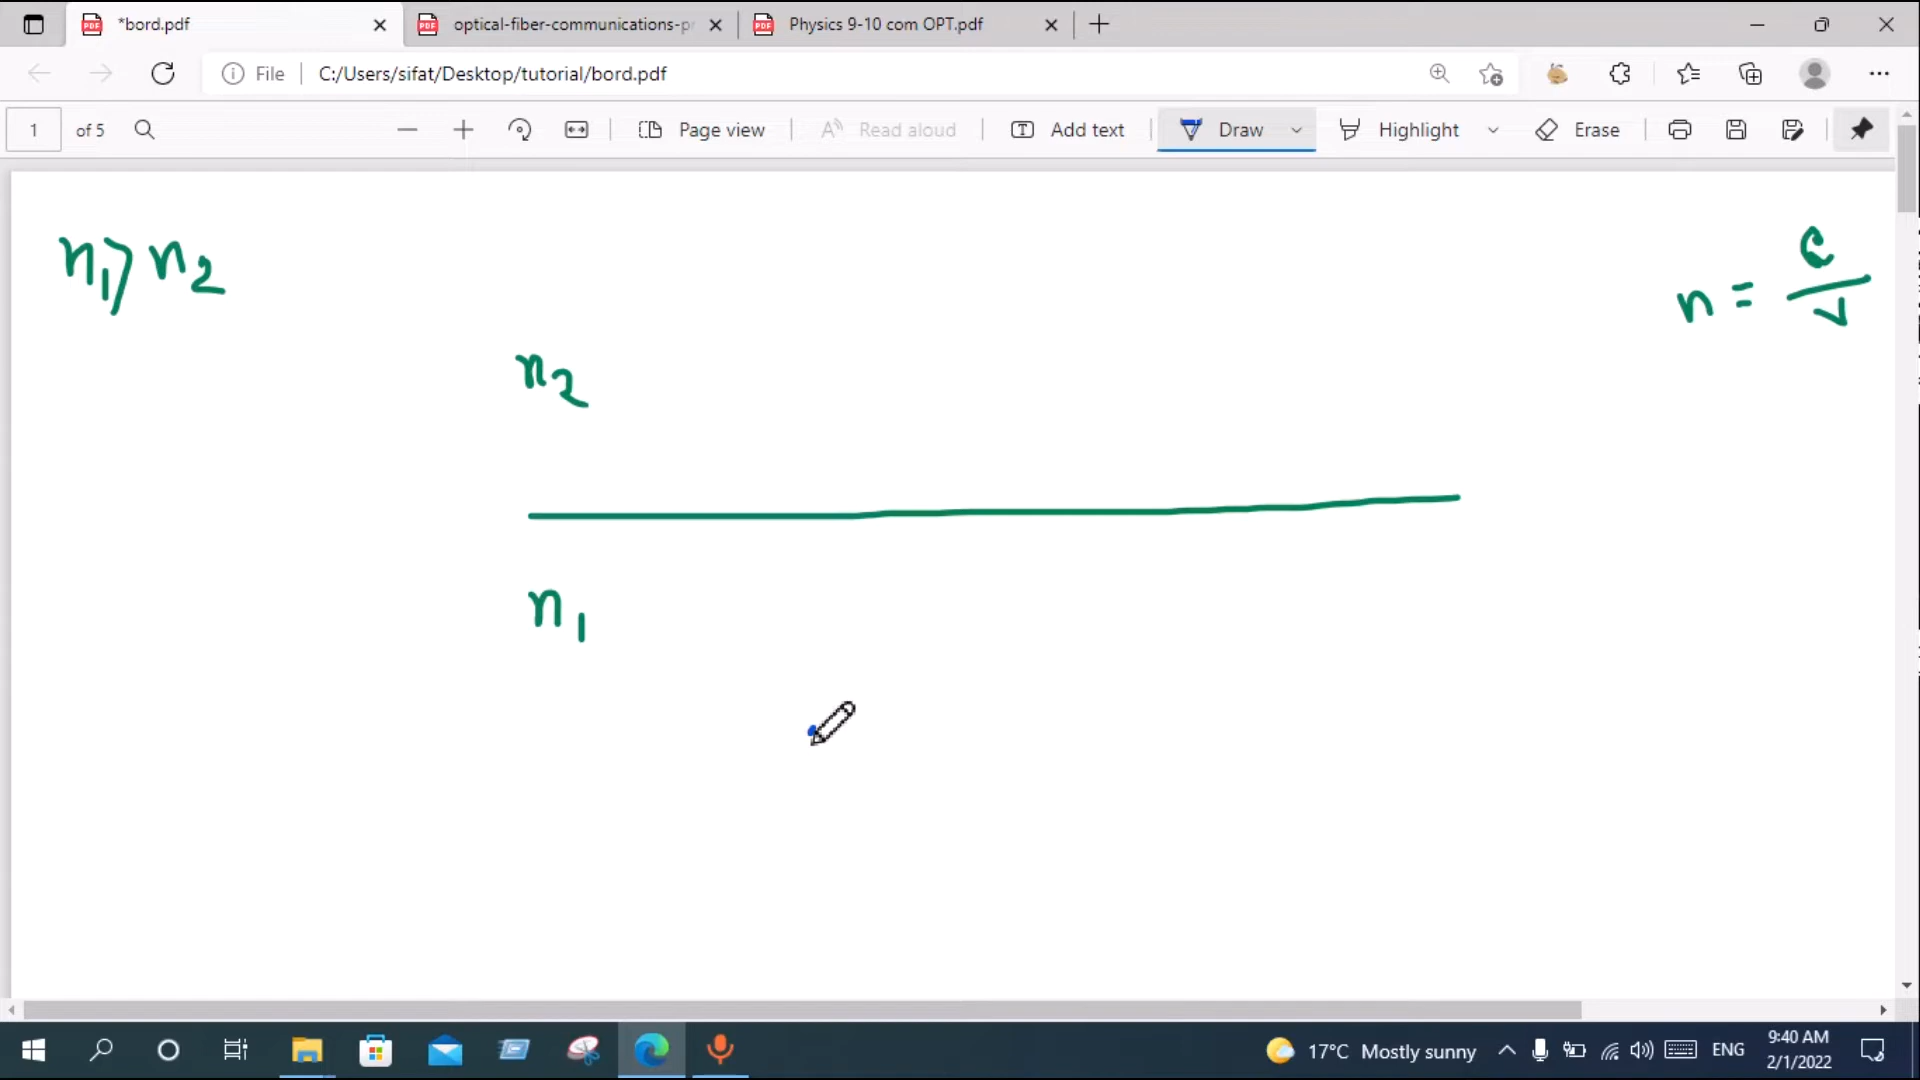 *bord.pdf
optical-fiber-communications-pr
Physics 9-10 com OPT.pdf
File
C:/Users/sifat/Desktop/tutorial/bord.pdf
1 of 5
Page view
Read aloud
Add text
Draw
Highlight
Erase
n₁ > n₂
n = c/v
n₂
n₁
17°C Mostly sunny
ENG
9:40 AM
2/1/2022